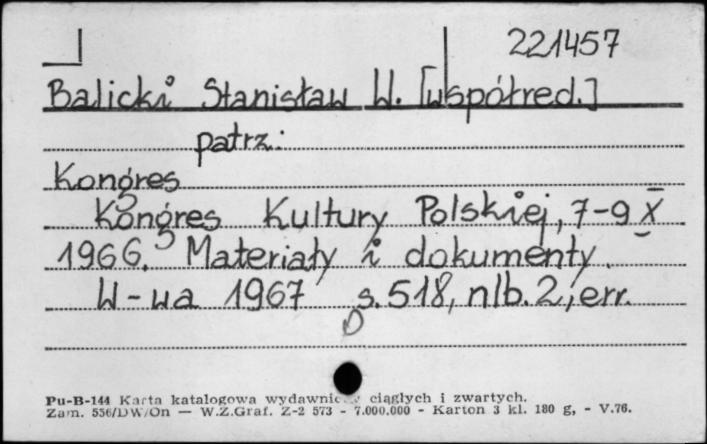 221457
Balicki Stanisław W. [współred.]
patrz:
Kongres
Kongres Kultury Polskiej, 7-9 X
1966. Materiały i dokumenty.
W-wa 1967 s. 518, nlb. 2, err.
D
Pu-B-144 Karta katalogowa wydawnic ciągłych i zwartych.
Zam. 556/DW/On — W.Z.Graf. Z-2 573 - 7.000.000 - Karton 3 kl. 180 g, - V.76.